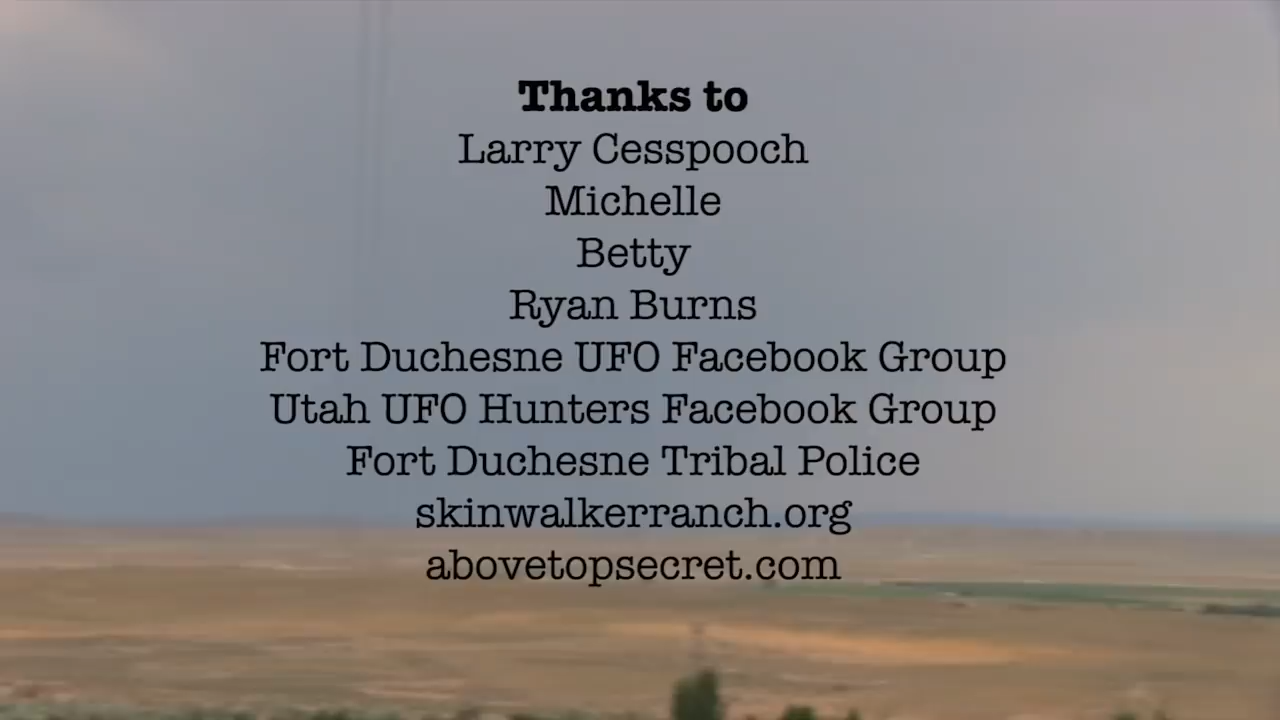 Thanks to
Larry Cesspooch
Michelle
Betty
Ryan Burns
Fort Duchesne UFO Facebook Group
Utah UFO Hunters Facebook Group
Fort Duchesne Tribal Police
skinwalkerranch.org
abovetopsecret.com